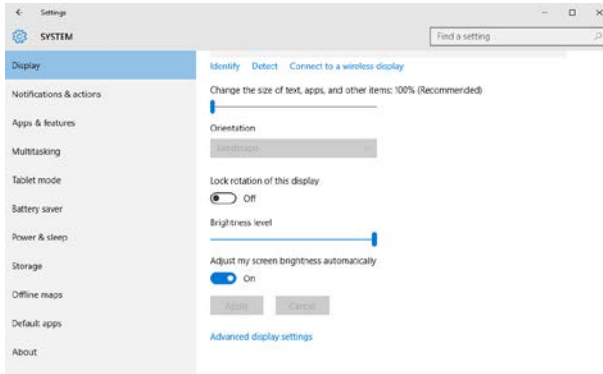 Settings
SYSTEM
Find a setting
Display
Notifications & actions
Apps & features
Multitasking
Tablet mode
Battery saver
Power & sleep
Storage
Offline maps
Default apps
About
Identify Detect Connect to a wireless display
Change the size of text, apps, and other items: 100% (Recommended)
Orientation
Landscape
Lock rotation of this display
Off
Brightness level
Adjust my screen brightness automatically
On
Apply Cancel
Advanced display settings